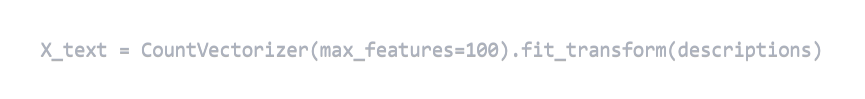 X_text = CountVectorizer(max_features=100).fit_transform(descriptions)